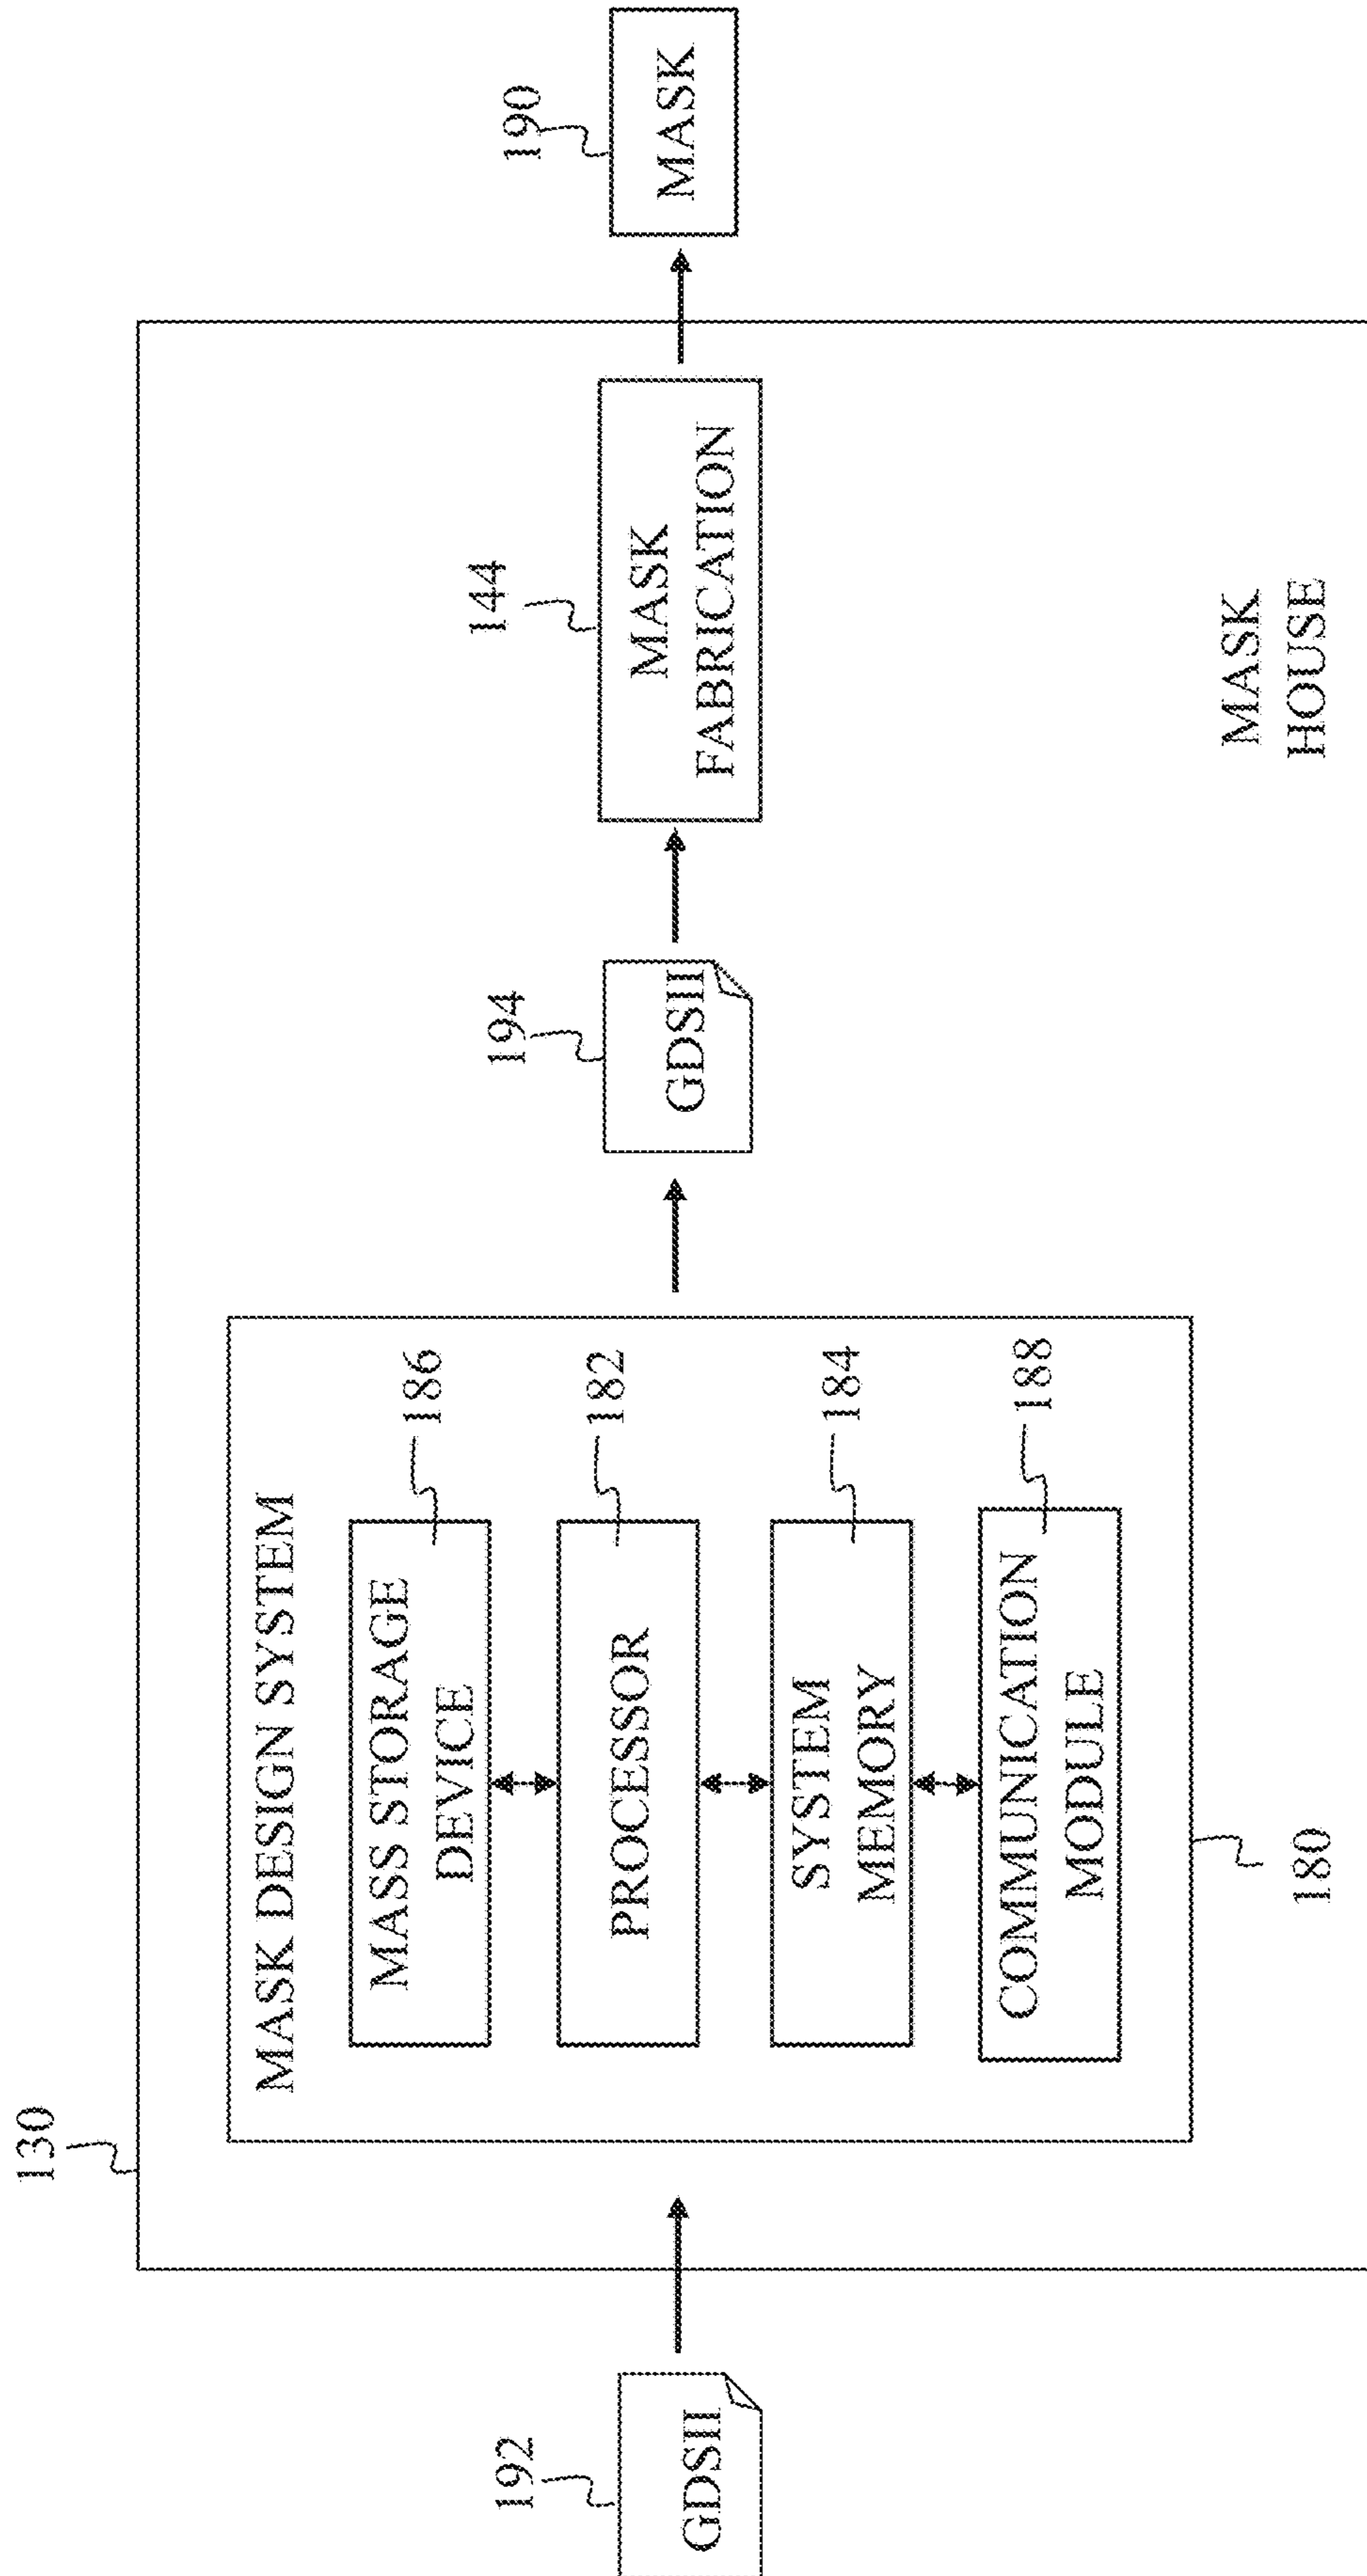 130
MASK DESIGN SYSTEM
MASS STORAGE
DEVICE
186
PROCESSOR
182
SYSTEM
MEMORY
184
COMMUNICATION
MODULE
188
180
192
GDSII
194
GDSIII
144
MASK
FABRICATION
190
MASK
MASK
HOUSE